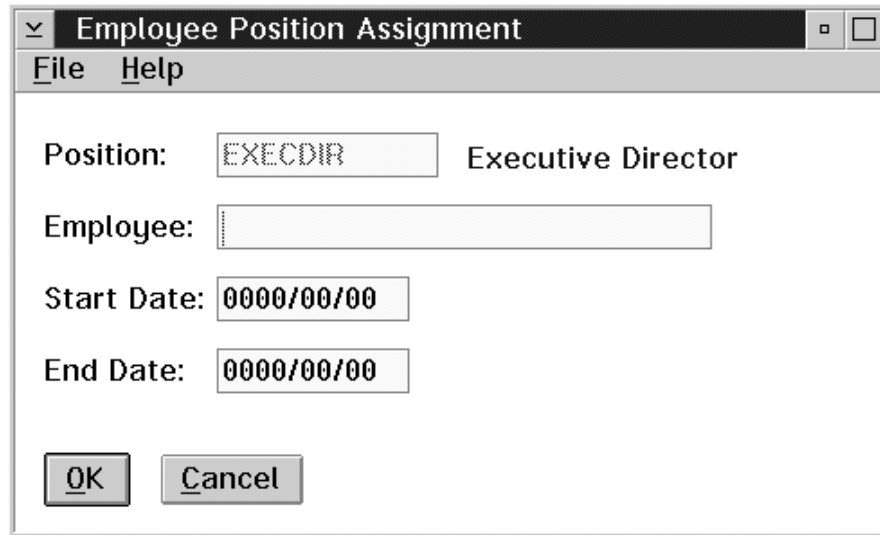 Employee Position Assignment
File Help
Position: EXECDIR Executive Director
Employee:
Start Date: 0000/00/00
End Date: 0000/00/00
OK Cancel